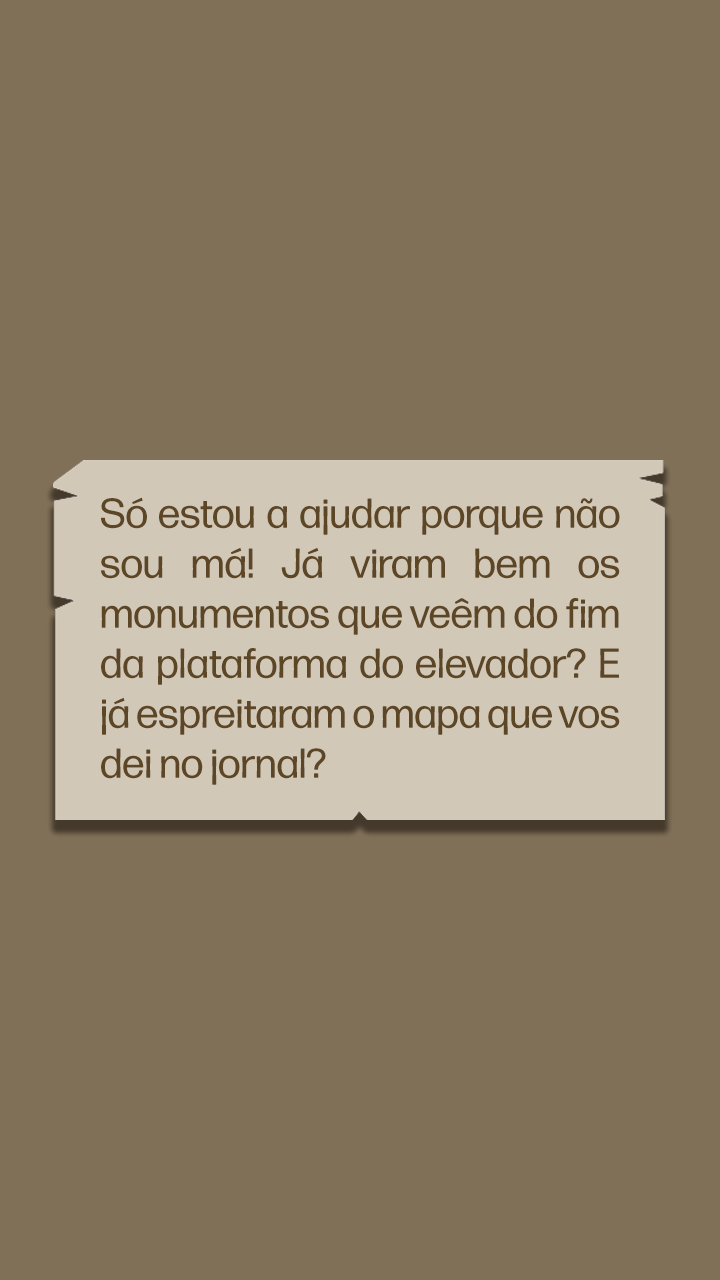 Só estou a ajudar porque não
sou má! Já viram bem os
monumentos que veêm do fim
da plataforma do elevador? E
já espreitaram o mapa que vos
dei no jornal?